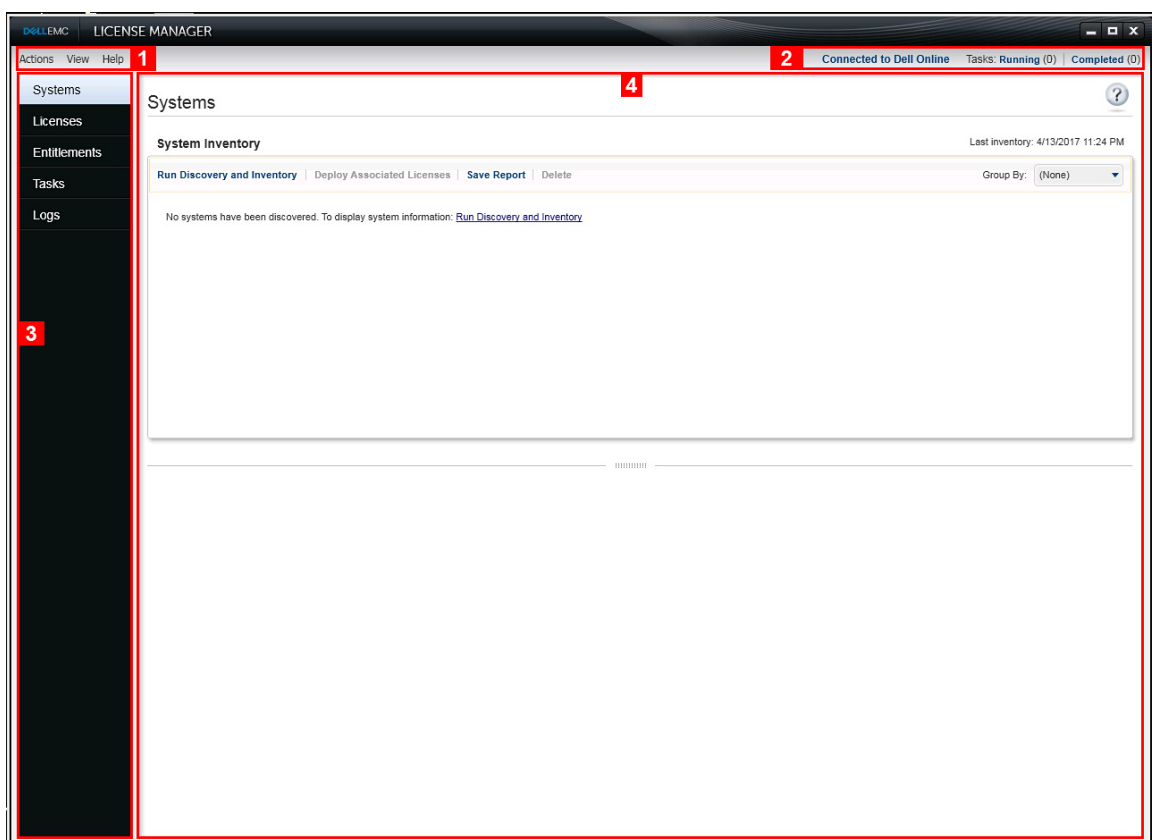 DELLEMC LICENSE MANAGER
Actions View Help 1 2 Connected to Dell Online Tasks: Running (0) Completed (0)
Systems
Licenses
Entitlements
Tasks
Logs
3
4
Systems
?
System Inventory Last inventory: 4/13/2017 11:24 PM
Run Discovery and Inventory Deploy Associated Licenses Save Report Delete Group By: (None)
No systems have been discovered. To display system information: Run Discovery and Inventory